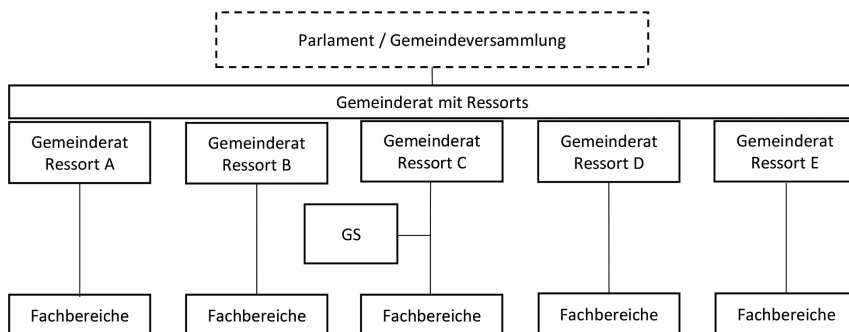 Parlament / Gemeindeversammlung
Gemeinderat mit Ressorts
Gemeinderat
Ressort A
Gemeinderat
Ressort B
Gemeinderat
Ressort C
Gemeinderat
Ressort D
Gemeinderat
Ressort E
GS
Fachbereiche
Fachbereiche
Fachbereiche
Fachbereiche
Fachbereiche